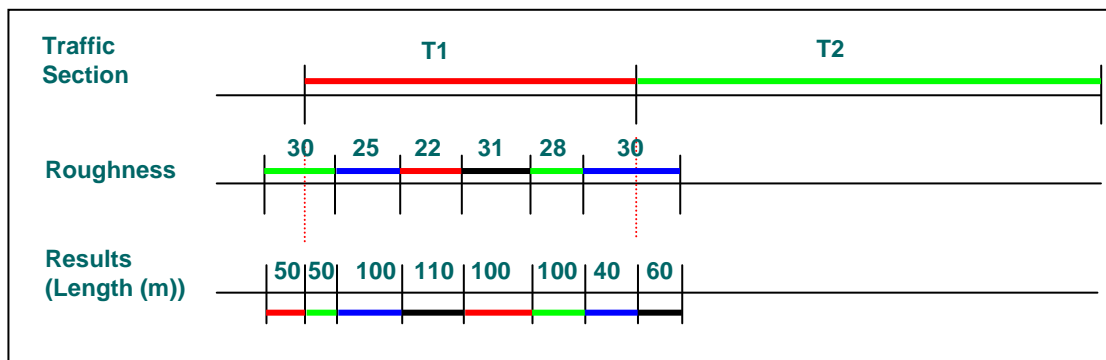 Traffic
Section
T1
T2
Roughness
30
25
22
31
28
30
Results
(Length (m))
50
50
100
110
100
100
40
60